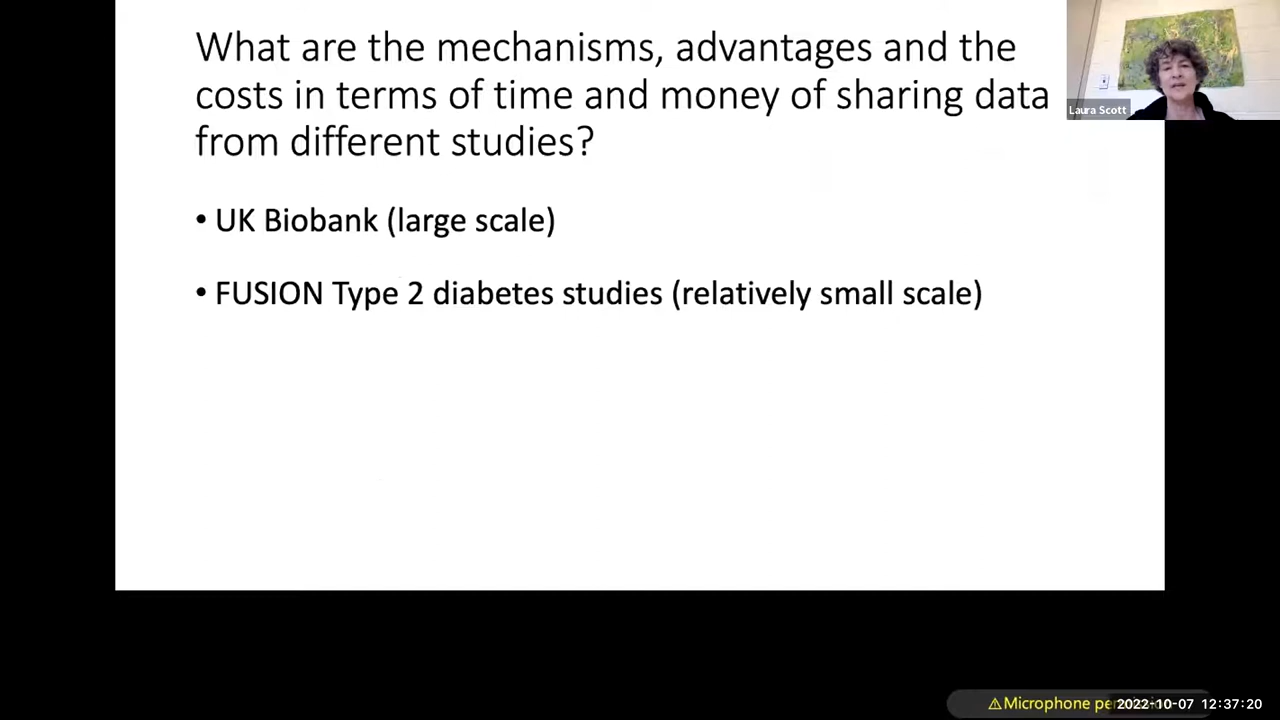 What are the mechanisms, advantages and the
costs in terms of time and money of sharing data
from different studies?
Laura Scott
• UK Biobank (large scale)
• FUSION Type 2 diabetes studies (relatively small scale)
⚠Microphone
2022-10-07 12:37:20